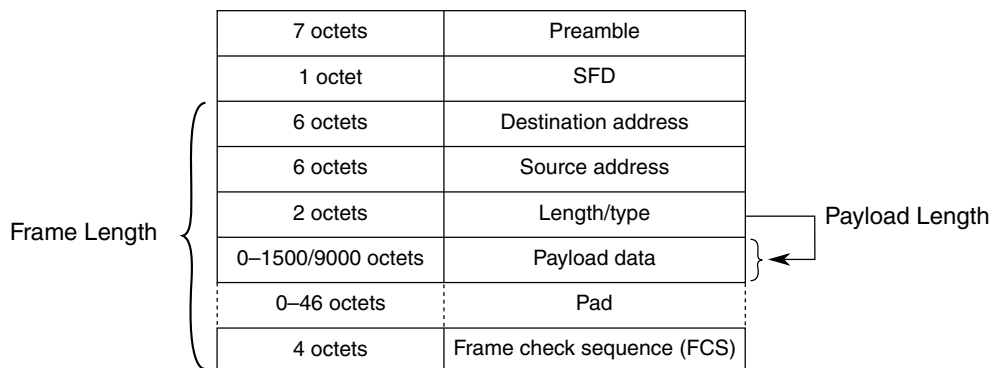 7 octets Preamble
1 octet SFD
6 octets Destination address
6 octets Source address
2 octets Length/type
Payload Length
Frame Length
0–1500/9000 octets Payload data
0–46 octets Pad
4 octets Frame check sequence (FCS)